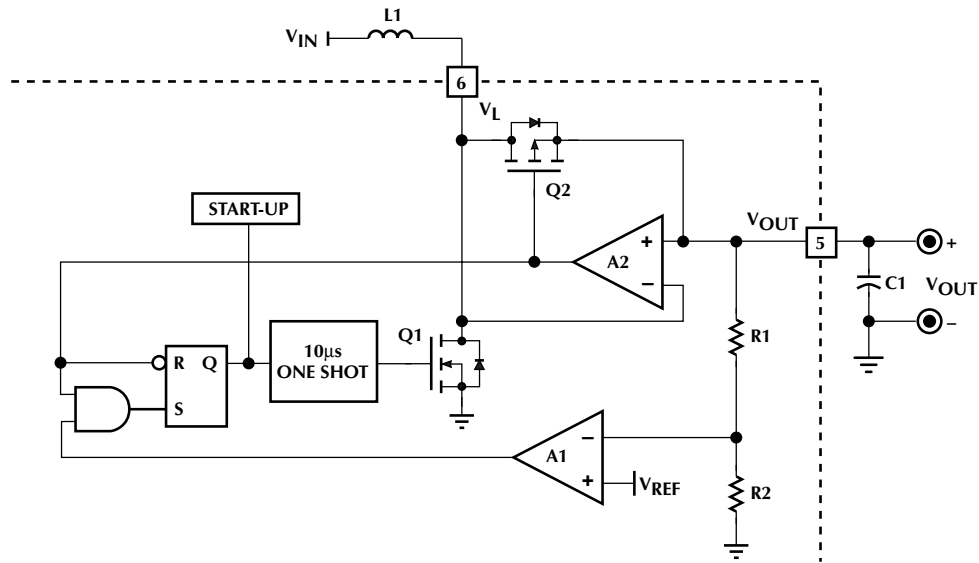 L1
VIN
6
VL
Q2
START-UP
VOUT
5
+
A2
+
−
C1
VOUT
−
Q1
R1
R
Q
10µs
ONE SHOT
S
A1
−
+
VREF
R2